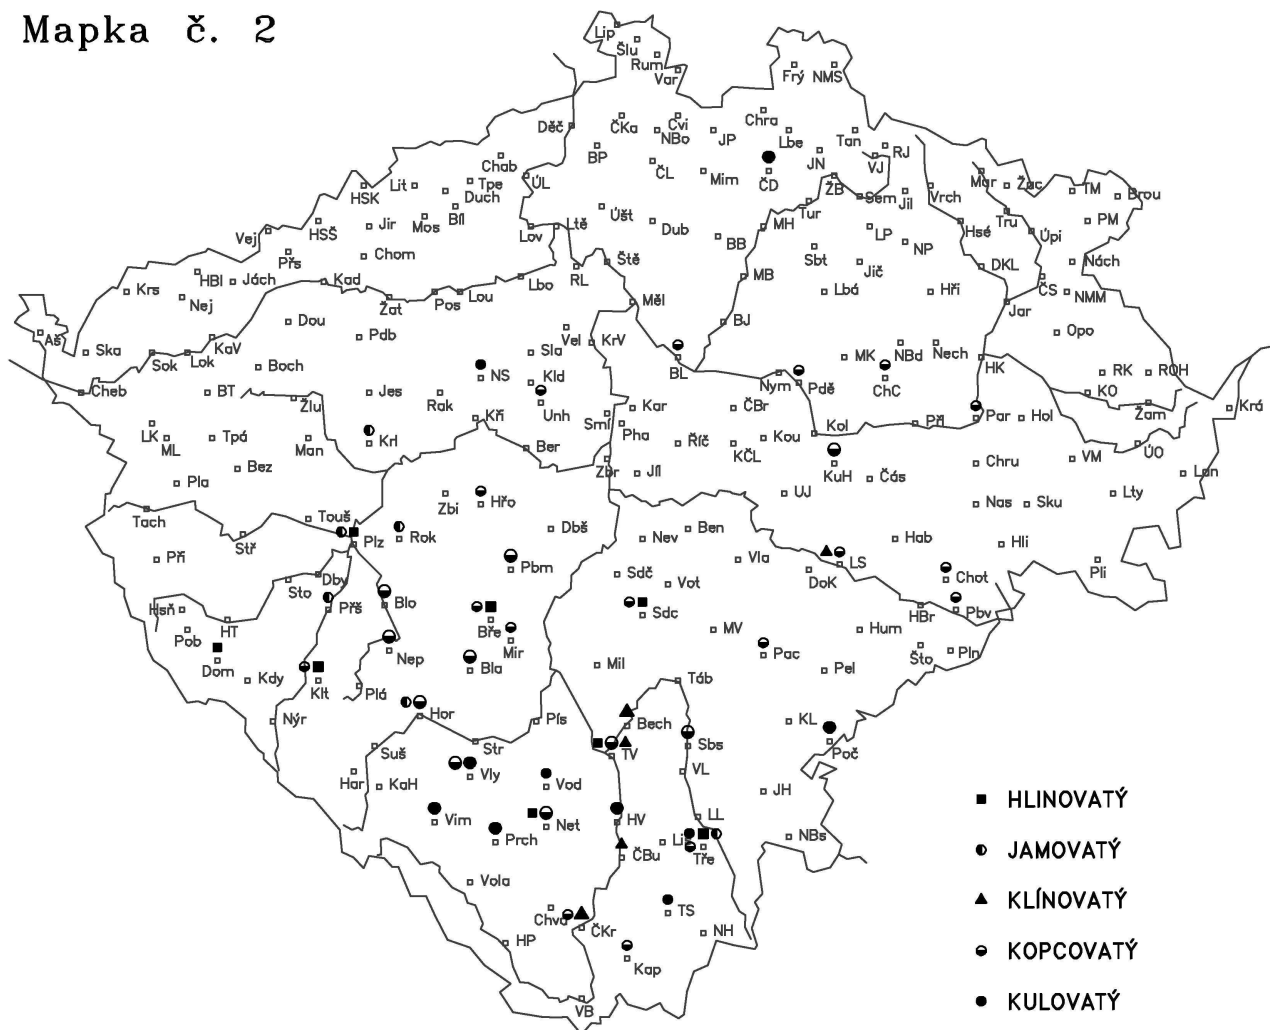 Mapka č. 2
Lip
Šlu
Rum
Var
Frý
NMS
Děč
ČKa
Cvi
NBo
JP
Chra
Lbe
Tan
RJ
Chab
BP
ČL
Mim
ČD
JN
VJ
HSK
Lit
Tpe
Duch
ÚL
ŽB
Sem
Jil
Vrch
Mar
Žac
TM
Brou
Vej
HSŠ
Jir
Mos
Bíl
Lov
Ltě
Úšt
Dub
BB
MH
Tur
LP
NP
Hsé
Tru
Úpi
PM
Přs
Chom
Ště
Sbt
Jič
DKL
Nách
Krs
HBl
Jách
Nej
Kad
Žat
Pos
Lou
Lbo
RL
Měl
MB
Lbá
Hři
Jar
ČS
NMM
Aš
Ska
Sok
Lok
KaV
Dou
Pdb
Vel
KrV
BJ
Opo
Sla
BL
MK
NBd
Nech
HK
RK
ROH
Cheb
BT
Boch
Žlu
Jes
Rak
NS
Kld
Unh
Nym
Pdě
ChC
KO
Žam
Krá
LK
ML
Tpá
Man
Krl
Kři
Smí
Kar
Pha
ČBr
Kou
Kol
Př
Par
Hol
Bez
Ber
Zbr
Říč
KČL
ÚO
VM
Pla
Jíl
KuH
Čás
Chru
Lan
Zbi
Hřo
UJ
Nas
Sku
Lty
Tach
Stř
Touš
Plz
Rok
Dbš
Nev
Ben
Hab
Hli
Při
Sto
Dby
Pbm
Sdč
Vot
Vla
DoK
LS
Chot
Pli
Hsň
HT
Přš
Blo
Bře
Sdc
HBr
Pbv
Pob
Mir
MV
Hum
Dom
Kdy
Klt
Nep
Bla
Mil
Pac
Pel
Što
Pln
Plá
Táb
Nýr
Hor
Pís
Bech
KL
Suš
Str
TV
Sbs
Poč
Har
KaH
Vly
Vod
VL
JH
Vim
Prch
Net
HV
LL
ČBu
Lis
Tře
NBs
Vola
Chva
ČKr
TS
HP
Kap
NH
VB
HLINOVATÝ
JAMOVATÝ
KLÍNOVATÝ
KOPCOVATÝ
KULOVATÝ